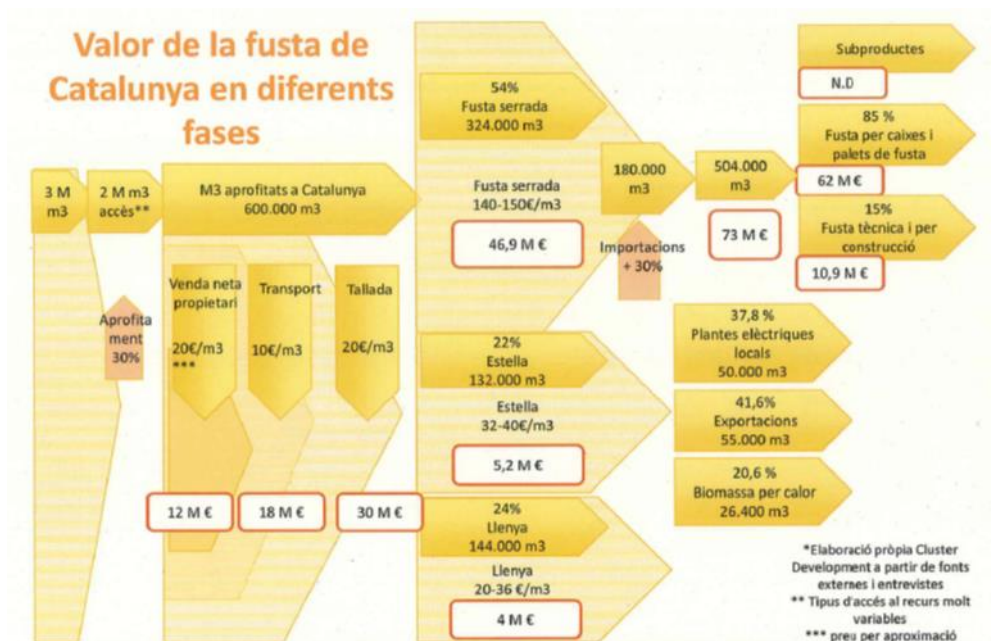 Valor de la fusta de
Catalunya en diferents
fases
3 M
m3
2 M m3
accès**
M3 aprofitats a Catalunya
600.000 m3
Aprofita
ment
30%
Venda neta
propietari
20€/m3
***
Transport
10€/m3
Tallada
20€/m3
12 M €
18 M €
30 M €
54%
Fusta serrada
324.000 m3
Fusta serrada
140-150€/m3
46,9 M €
22%
Estella
132.000 m3
Estella
32-40€/m3
5,2 M €
24%
Llenya
144.000 m3
Llenya
20-36 €/m3
4 M €
180.000
m3
Importacions
+ 30%
504.000
m3
73 M €
Subproductes
N.D
85 %
Fusta per caixes i
palets de fusta
62 M €
15%
Fusta tècnica i per
construcció
10,9 M €
37,8 %
Plantes elèctriques
locals
50.000 m3
41,6%
Exportacions
55.000 m3
20,6 %
Biomassa per calor
26.400 m3
*Elaboració pròpia Cluster
Development a partir de fonts
externes i entrevistes
** Tipus d'accés al recurs molt
variables
*** preu per aproximació